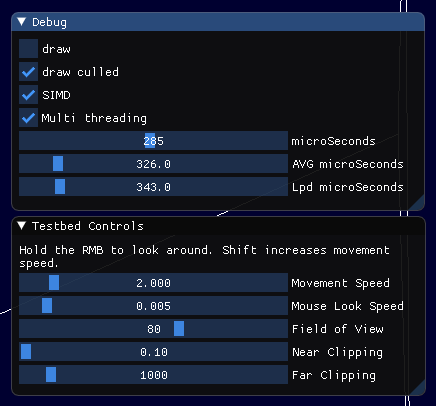 Debug
draw
draw culled
SIMD
Multi threading
285 microSeconds
326.0 AVG microSeconds
343.0 Lpd microSeconds
Testbed Controls
Hold the RMB to look around. Shift increases movement
speed.
2.000 Movement Speed
0.005 Mouse Look Speed
80 Field of View
0.10 Near Clipping
1000 Far Clipping